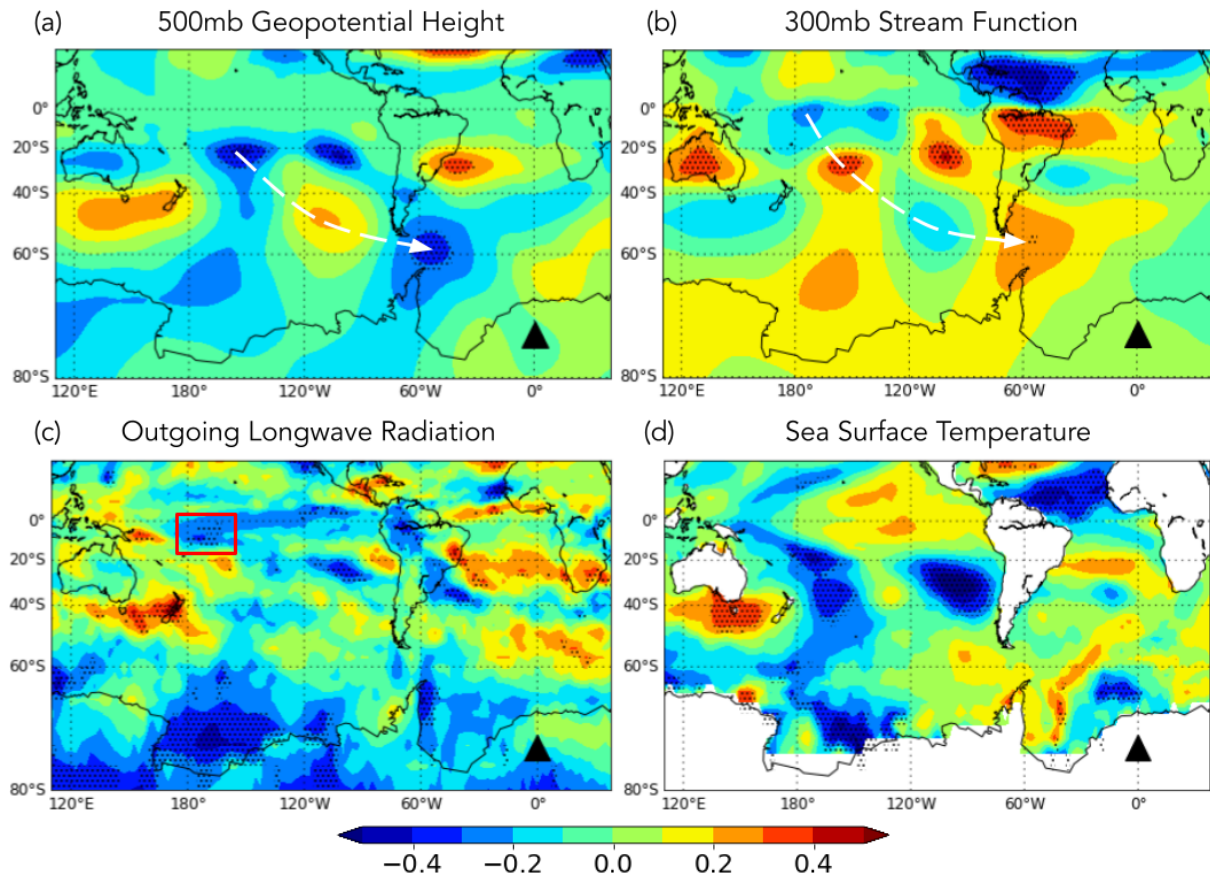 (a) 500mb Geopotential Height
(b) 300mb Stream Function
0°
20°S
40°S
60°S
80°S
120°E 180° 120°W 60°W 0°
0°
20°S
40°S
60°S
80°S
120°E 180° 120°W 60°W 0°
(c) Outgoing Longwave Radiation
(d) Sea Surface Temperature
0°
20°S
40°S
60°S
80°S
120°E 180° 120°W 60°W 0°
0°
20°S
40°S
60°S
80°S
120°E 180° 120°W 60°W 0°
−0.4 −0.2 0.0 0.2 0.4